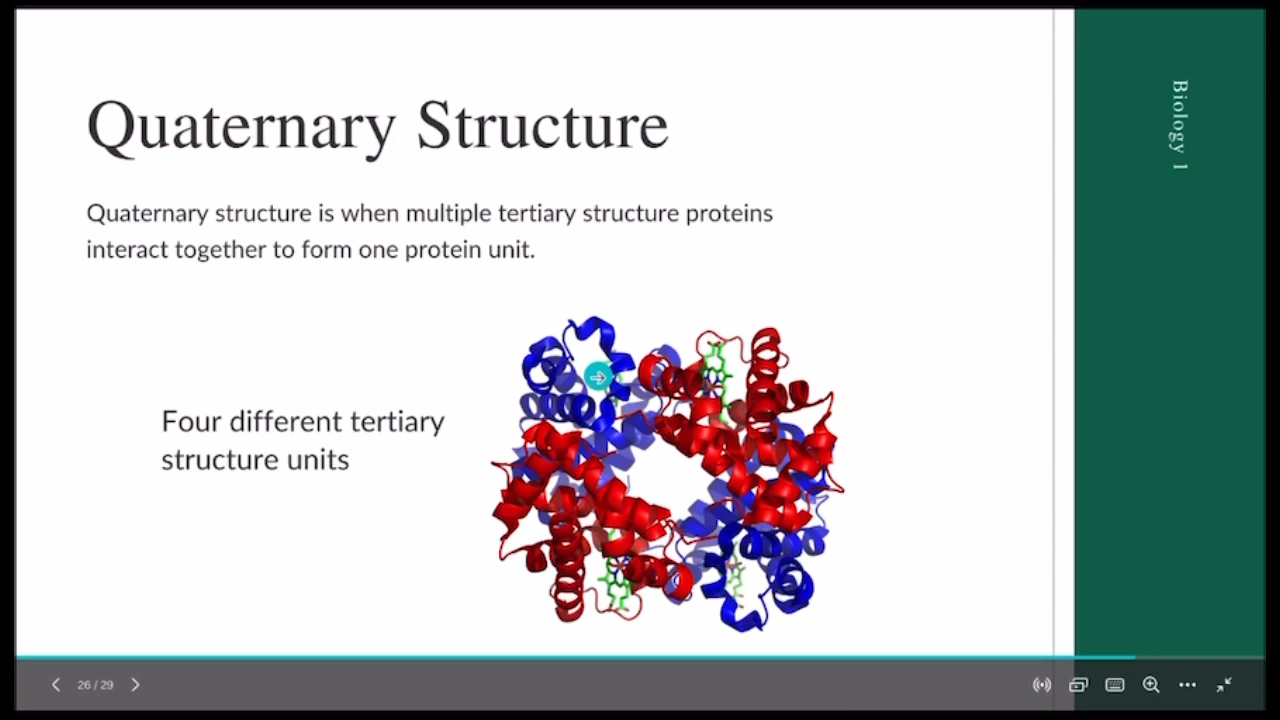 Quaternary Structure
Quaternary structure is when multiple tertiary structure proteins
interact together to form one protein unit.
Four different tertiary
structure units
Biology 1
26 / 29